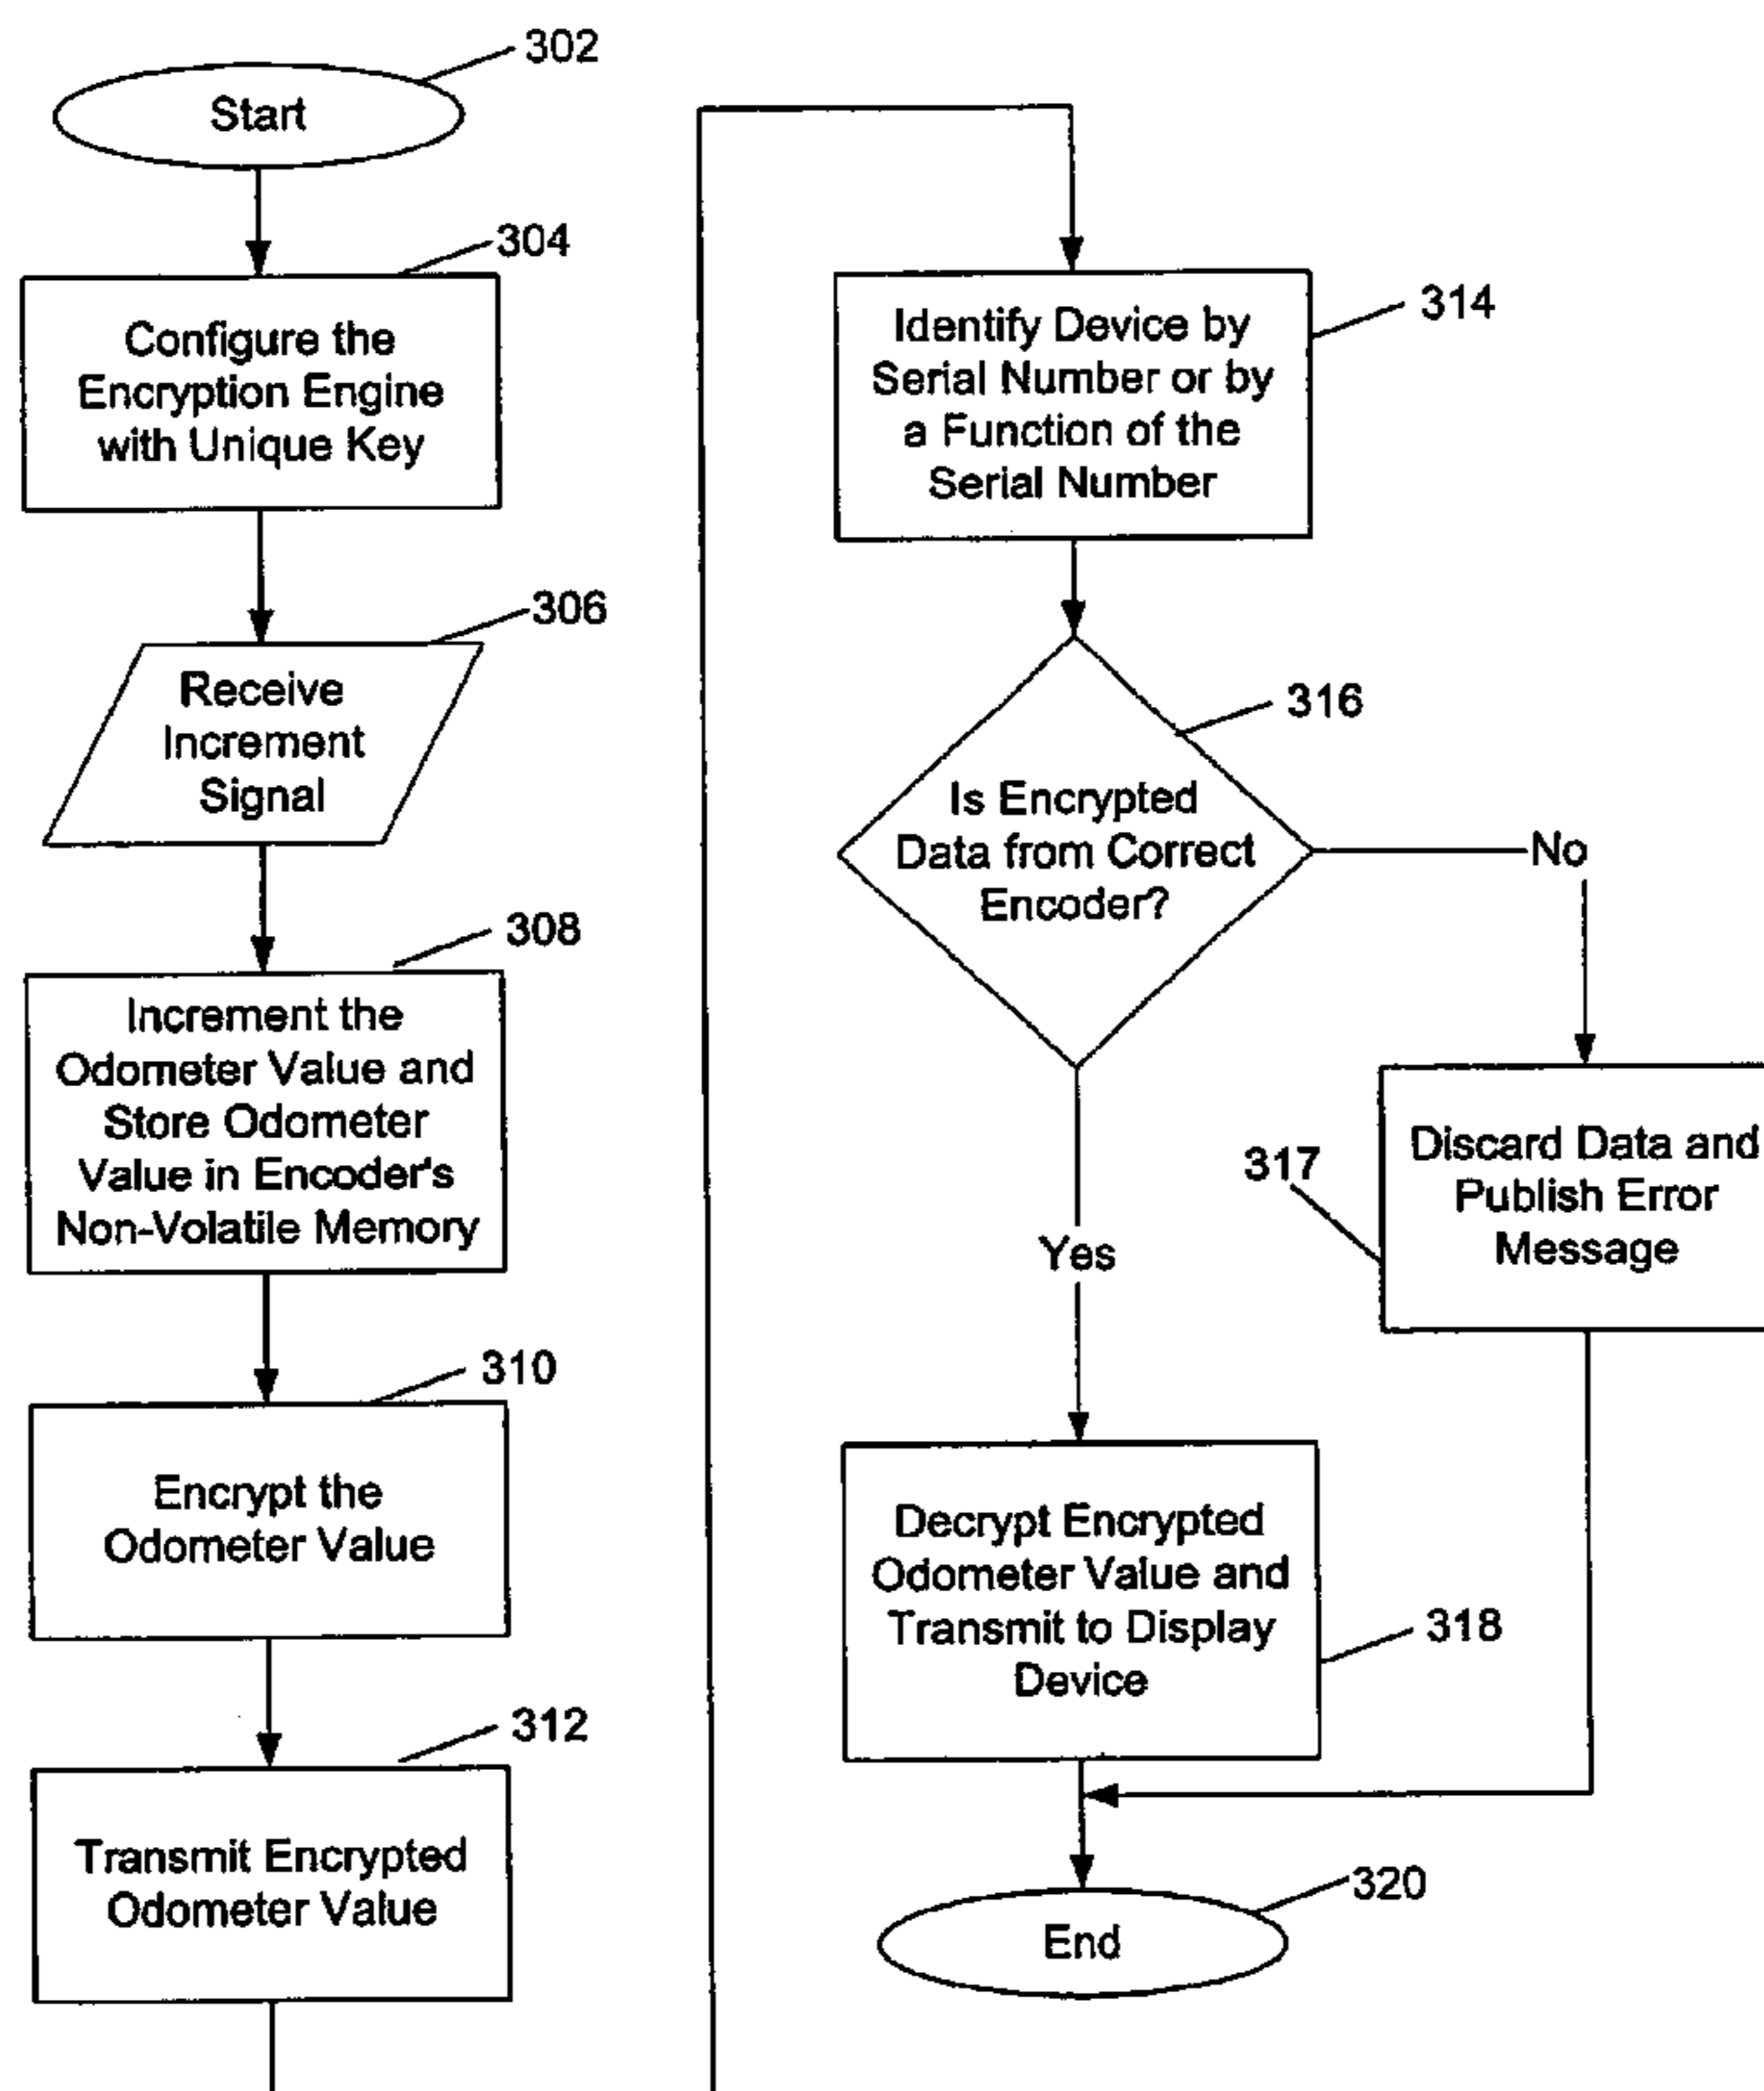 302
Start
304
Configure the
Encryption Engine
with Unique Key
306
Receive
Increment
Signal
308
Increment the
Odometer Value and
Store Odometer
Value in Encoder's
Non-Volatile Memory
310
Encrypt the
Odometer Value
312
Transmit Encrypted
Odometer Value
314
Identify Device by
Serial Number or by
a Function of the
Serial Number
316
Is Encrypted
Data from Correct
Encoder?
No
317
Discard Data and
Publish Error
Message
Yes
318
Decrypt Encrypted
Odometer Value and
Transmit to Display
Device
320
End